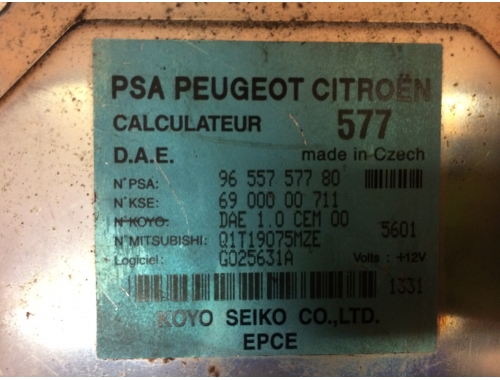 PSA PEUGEOT CITROËN
CALCULATEUR 577
D.A.E. made in Czech
N°PSA: 96 557 577 80
N°KSE: 69 000 00 711
N°KOYO: DAE 1.0 CEM 00
5601
N°MITSUBISHI: Q1T19075MZE
Logiciel: G025631A Volts : +12V
1331
KOYO SEIKO CO.,LTD.
EPCE